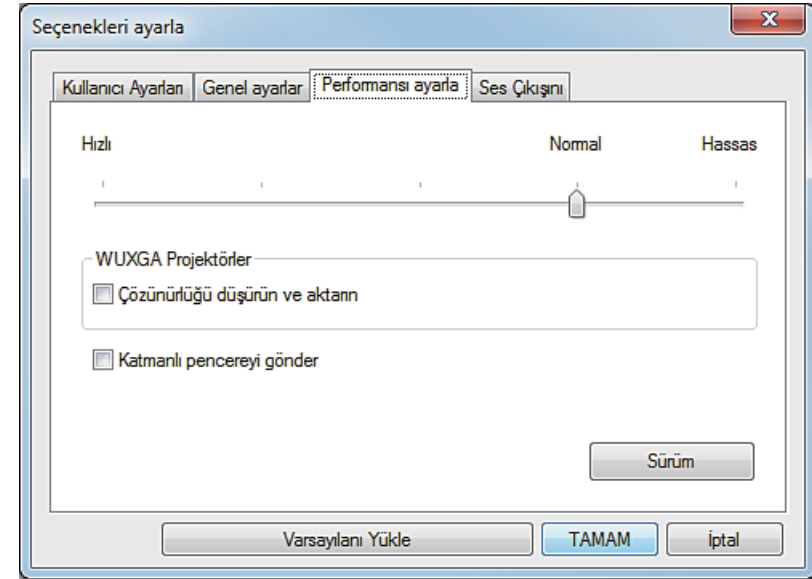 Seçenekleri ayarla
Kullanıcı Ayarları Genel ayarlar Performansı ayarla Ses Çıkışını
Hızlı Normal Hassas
WUXGA Projektörler
Çözünürlüğü düşürün ve aktarın
Katmanlı pencereyi gönder
Sürüm
Varsayılanı Yükle TAMAM İptal